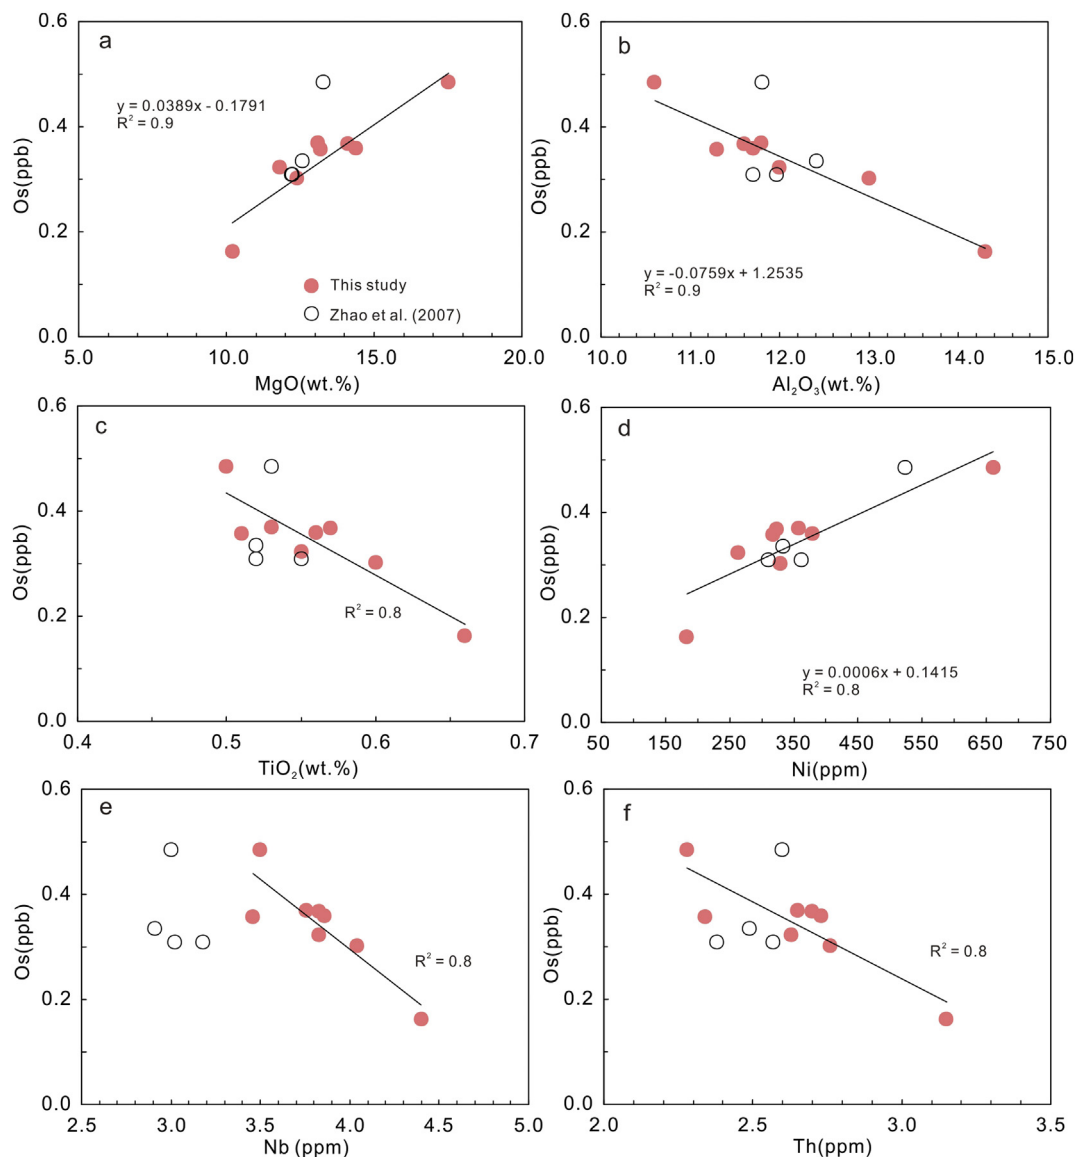 a
0.6
0.4
0.2
0.0
Os(ppb)
y = 0.0389x - 0.1791
R² = 0.9
This study
Zhao et al. (2007)
5.0 10.0 15.0 20.0
MgO(wt.%)
b
0.6
0.4
0.2
0.0
Os(ppb)
y = -0.0759x + 1.2535
R² = 0.9
10.0 11.0 12.0 13.0 14.0 15.0
Al₂O₃(wt.%)
c
0.6
0.4
0.2
0.0
Os(ppb)
R² = 0.8
0.4 0.5 0.6 0.7
TiO₂(wt.%)
d
0.6
0.4
0.2
0.0
Os(ppb)
y = 0.0006x + 0.1415
R² = 0.8
50 150 250 350 450 550 650 750
Ni(ppm)
e
0.6
0.4
0.2
0.0
Os(ppb)
R² = 0.8
2.5 3.0 3.5 4.0 4.5 5.0
Nb (ppm)
f
0.6
0.4
0.2
0.0
Os(ppb)
R² = 0.8
2.0 2.5 3.0 3.5
Th(ppm)